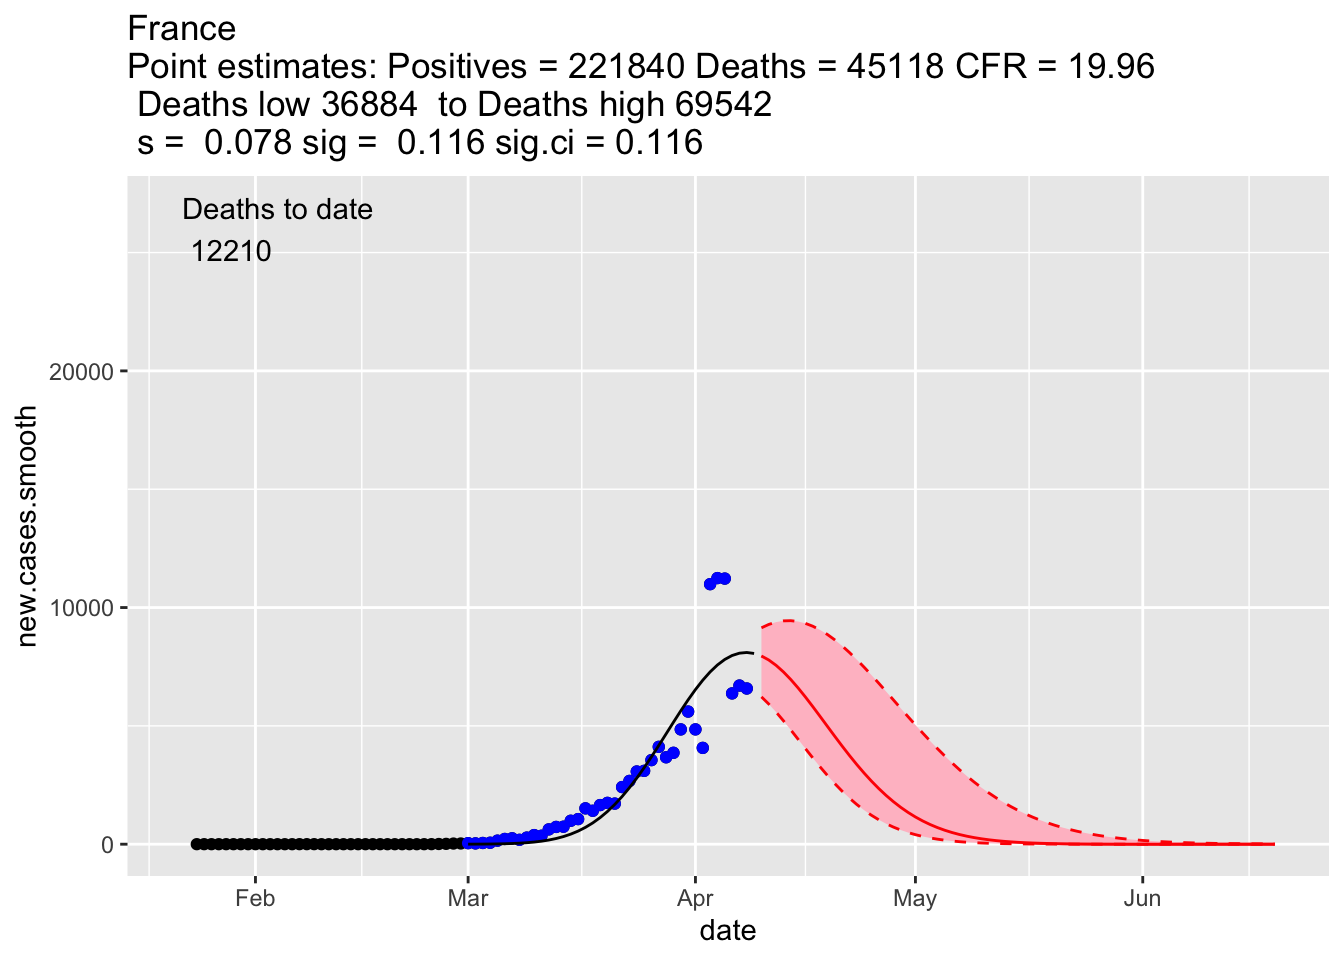 France
Point estimates: Positives = 221840 Deaths = 45118 CFR = 19.96
Deaths low 36884  to Deaths high 69542
s =  0.078 sig =  0.116 sig.ci = 0.116
Deaths to date
12210
20000
10000
0
new.cases.smooth
Feb Mar Apr May Jun
date